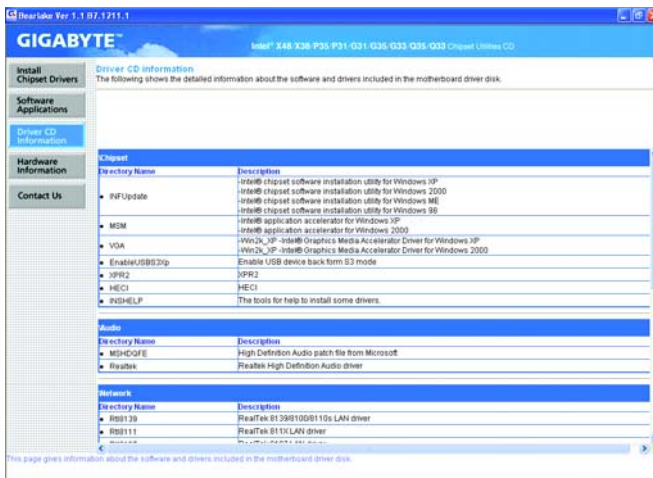 Bearlake Ver 1.1 B7.1211.1
GIGABYTE™
Intel® X48/X38/P35/P31/G31/G35/G33/Q35/Q33 Chipset Utilities CD
Install
Chipset Drivers
Software
Applications
Driver CD
Information
Hardware
Information
Contact Us
Driver CD information
The following shows the detailed information about the software and drivers included in the motherboard driver disk.
\Chipset
Directory Name Description
• INFUpdate
-Intel® chipset software installation utility for Windows XP
-Intel® chipset software installation utility for Windows 2000
-Intel® chipset software installation utility for Windows ME
-Intel® chipset software installation utility for Windows 98
• MSM
-Intel® application accelerator for Windows XP
-Intel® application accelerator for Windows 2000
• VGA
-Win2k_XP -Intel® Graphics Media Accelerator Driver for Windows XP
-Win2k_XP -Intel® Graphics Media Accelerator Driver for Windows 2000
• EnableUSBS3Xp Enable USB device back form S3 mode
• XPR2 XPR2
• HECI HECI
• INSHELP The tools for help to install some drivers.
\Audio
Directory Name Description
• MSHDQFE High Definition Audio patch file from Microsoft
• Realtek Realtek High Definition Audio driver
\Network
Directory Name Description
• Rtl8139 RealTek 8139/8100/8110s LAN driver
• Rtl8111 RealTek 811X LAN driver
This page gives information about the software and drivers included in the motherboard driver disk.